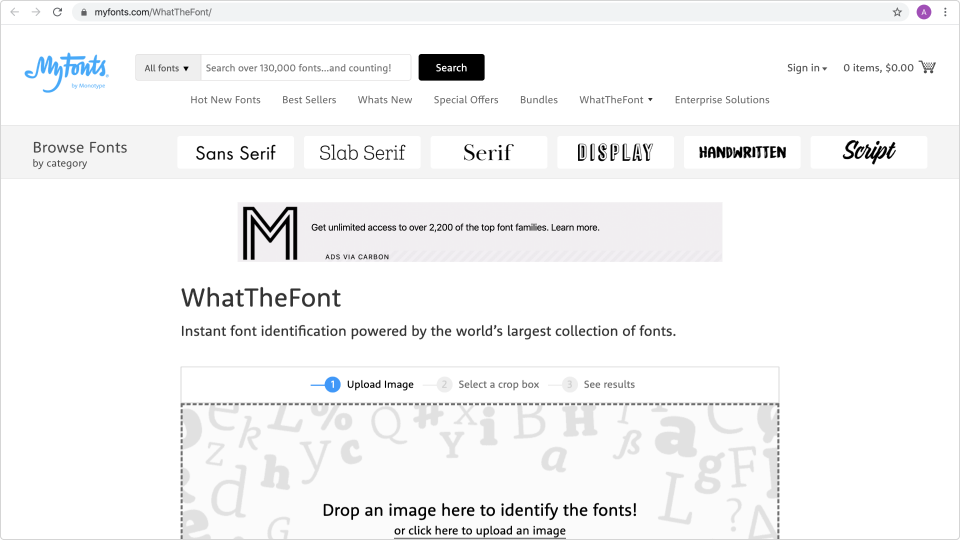 myfonts.com/WhatTheFont/
A
MyFonts
by Monotype
All fonts ▼
Search over 130,000 fonts...and counting!
Search
Sign in
0 items, $0.00
Hot New Fonts
Best Sellers
Whats New
Special Offers
Bundles
WhatTheFont ▼
Enterprise Solutions
Browse Fonts
by category
Sans Serif
Slab Serif
Serif
DISPLAY
HANDWRITTEN
Script
M
Get unlimited access to over 2,200 of the top font families. Learn more.
ADS VIA CARBON
WhatTheFont
Instant font identification powered by the world's largest collection of fonts.
1 Upload Image
2 Select a crop box
3 See results
Drop an image here to identify the fonts!
or click here to upload an image